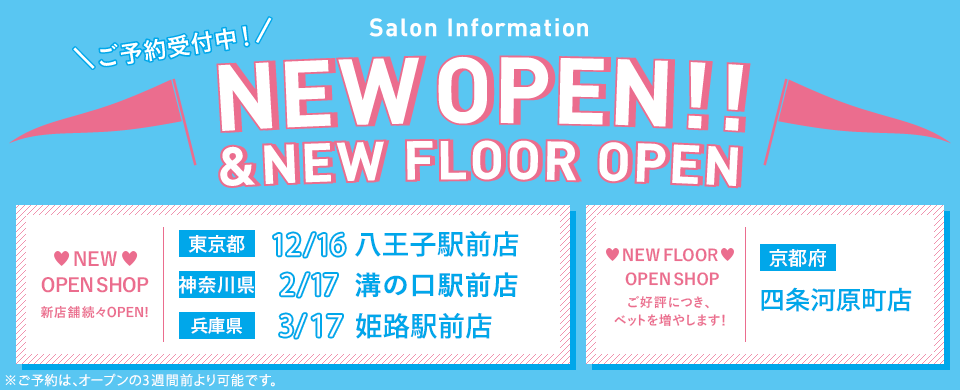 Salon Information
＼ご予約受付中！／
NEW OPEN!!
&NEW FLOOR OPEN
♥NEW♥
OPEN SHOP
新店舗続々OPEN!
東京都 12/16 八王子駅前店
神奈川県 2/17 溝の口駅前店
兵庫県 3/17 姫路駅前店
♥NEW FLOOR♥
OPEN SHOP
ご好評につき、
ベットを増やします!
京都府
四条河原町店
※ご予約は、オープンの3週間前より可能です。